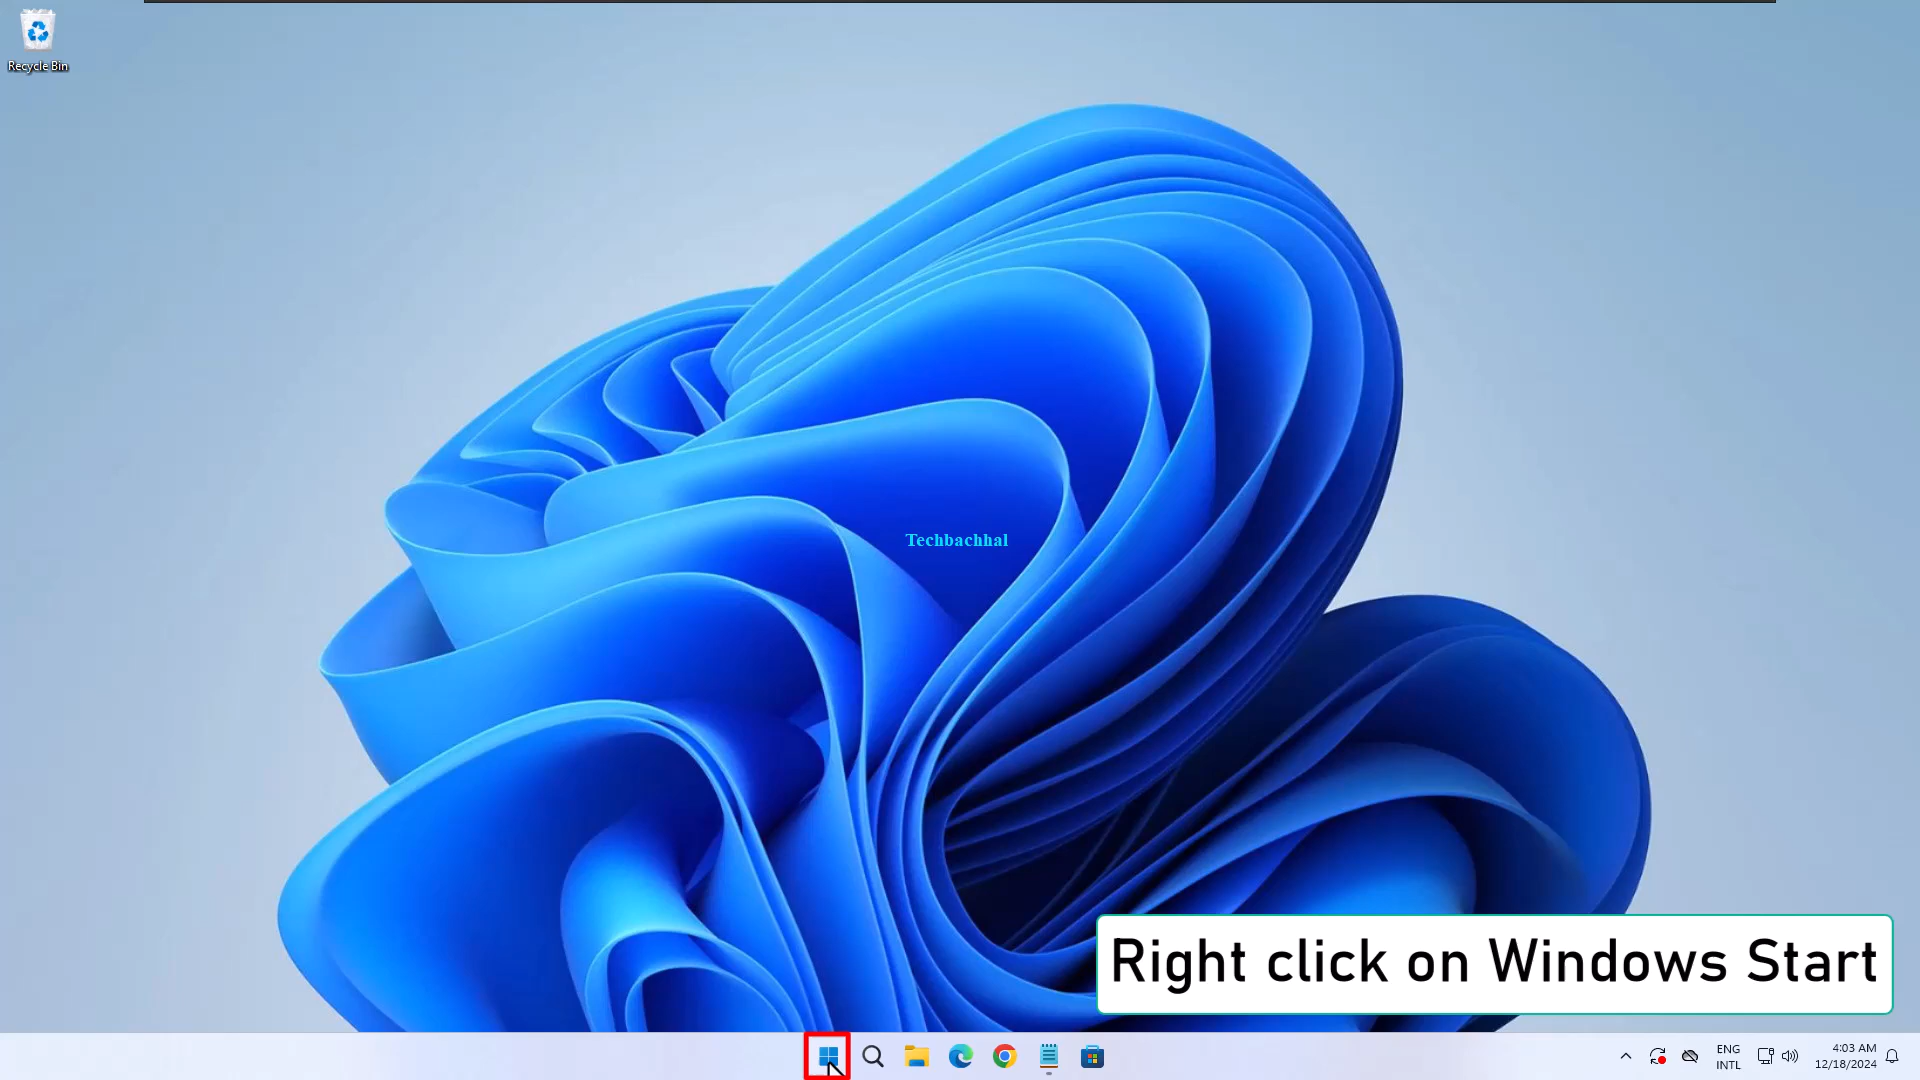 Recycle Bin
Techbachhal
Right click on Windows Start
ENG
INTL
4:03 AM
12/18/2024